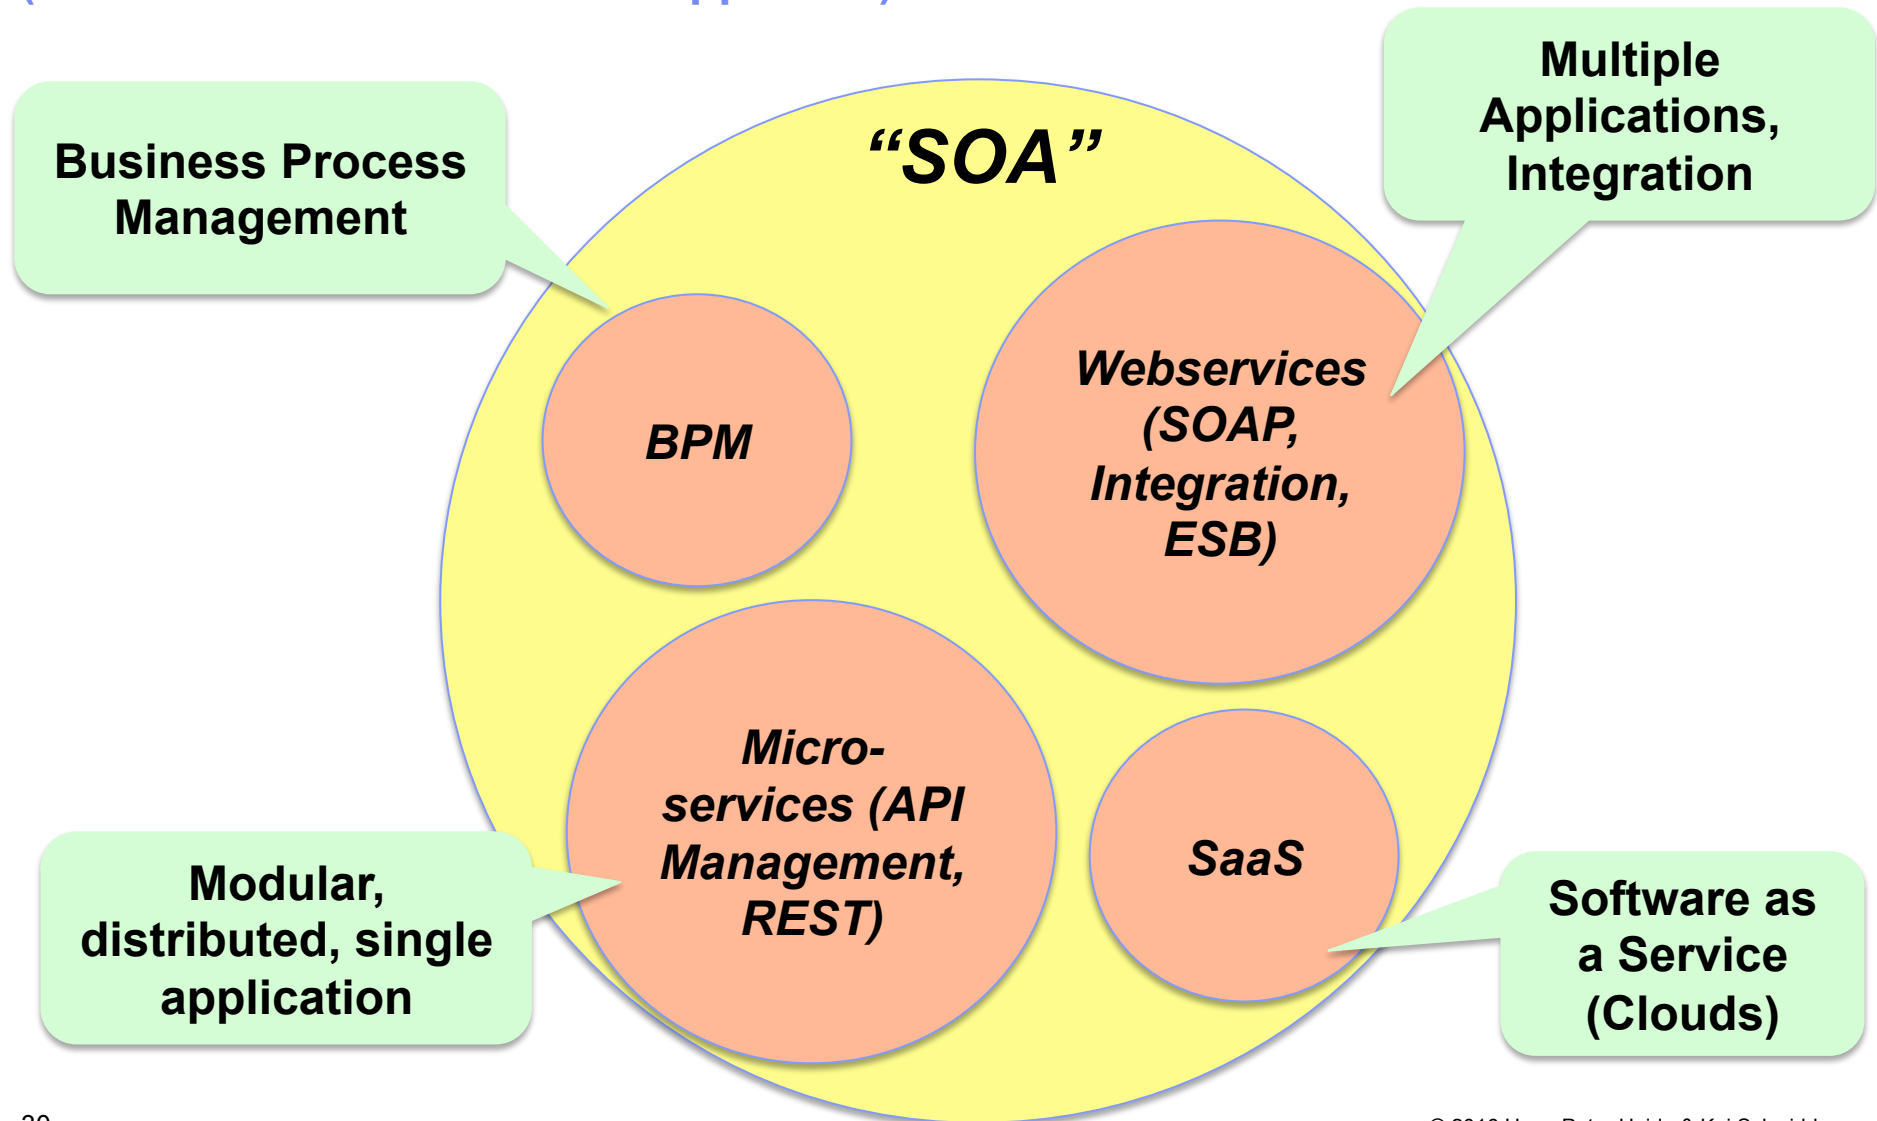 “SOA”
Business Process
Management
Multiple
Applications,
Integration
BPM
Webservices
(SOAP,
Integration,
ESB)
Micro-
services (API
Management,
REST)
SaaS
Modular,
distributed, single
application
Software as
a Service
(Clouds)